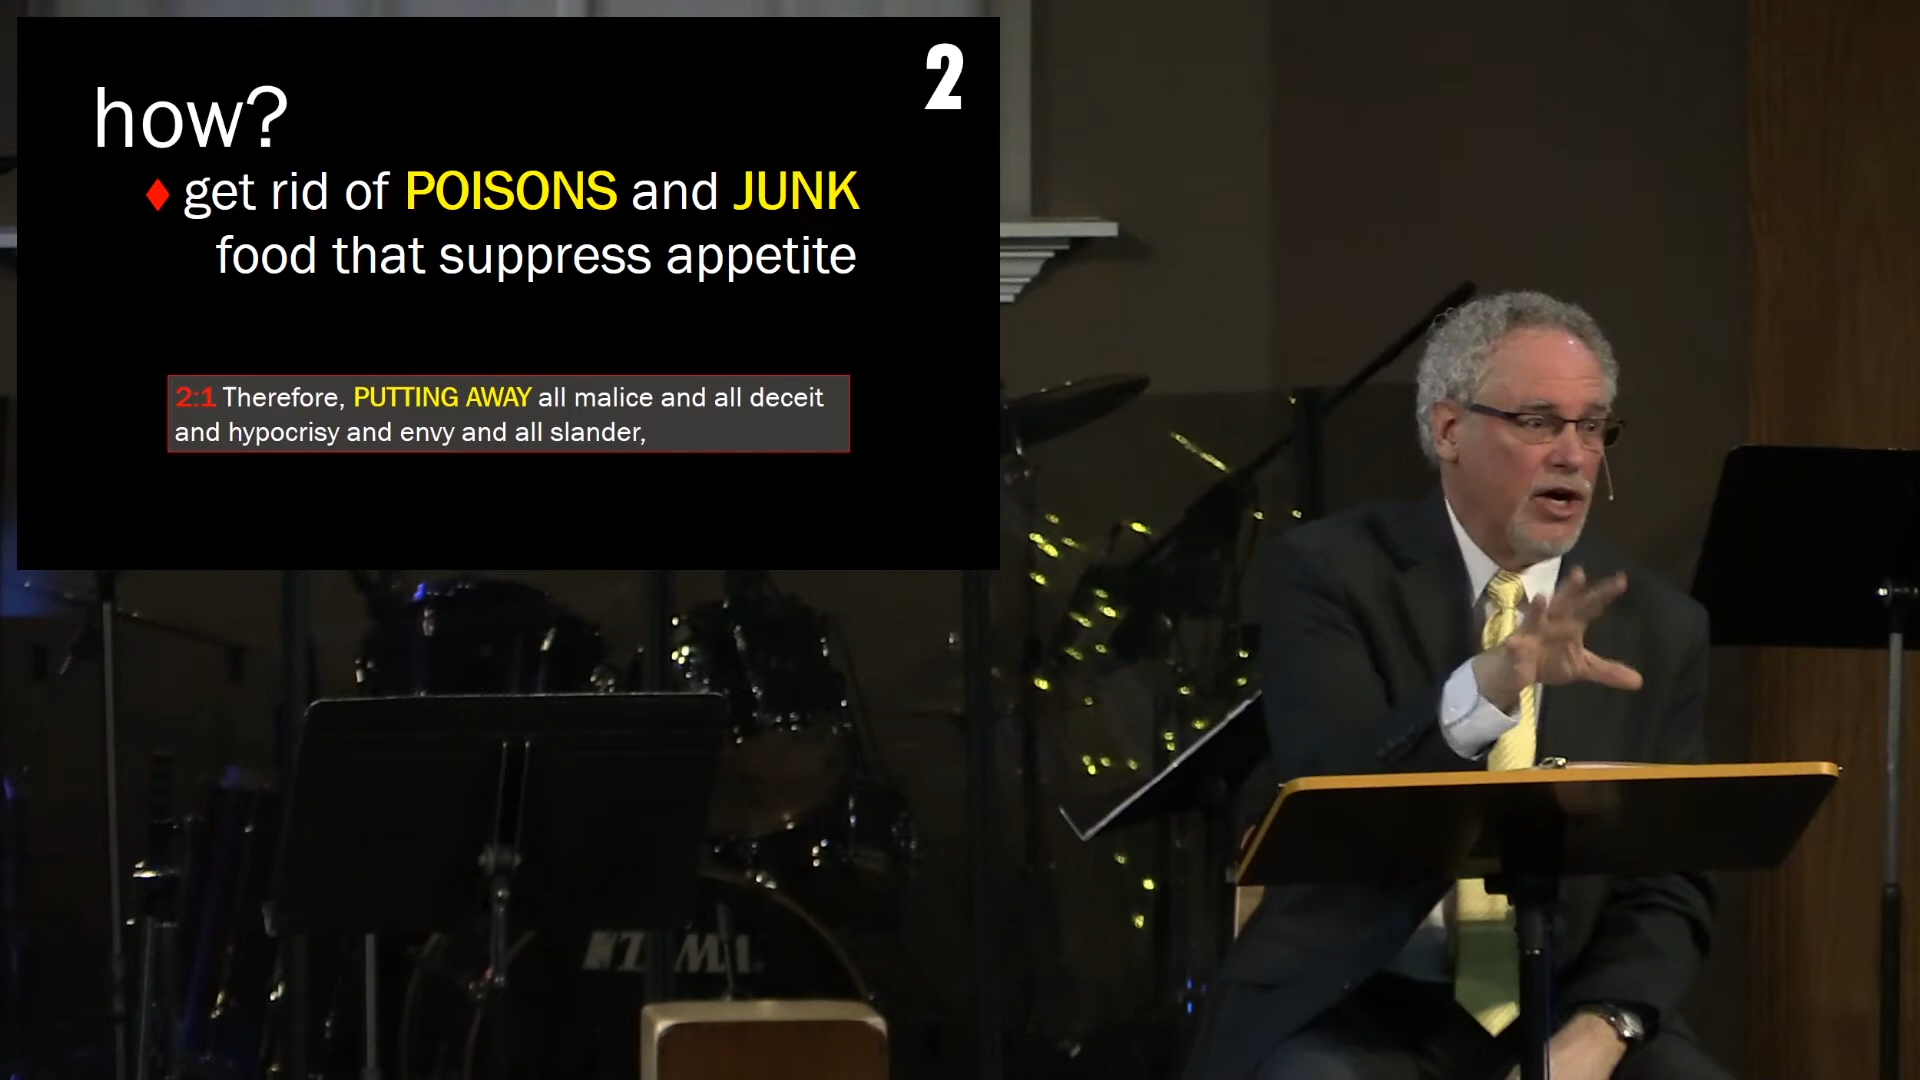 2
how?
♦ get rid of POISONS and JUNK
food that suppress appetite
2:1 Therefore, PUTTING AWAY all malice and all deceit
and hypocrisy and envy and all slander,
TAMA